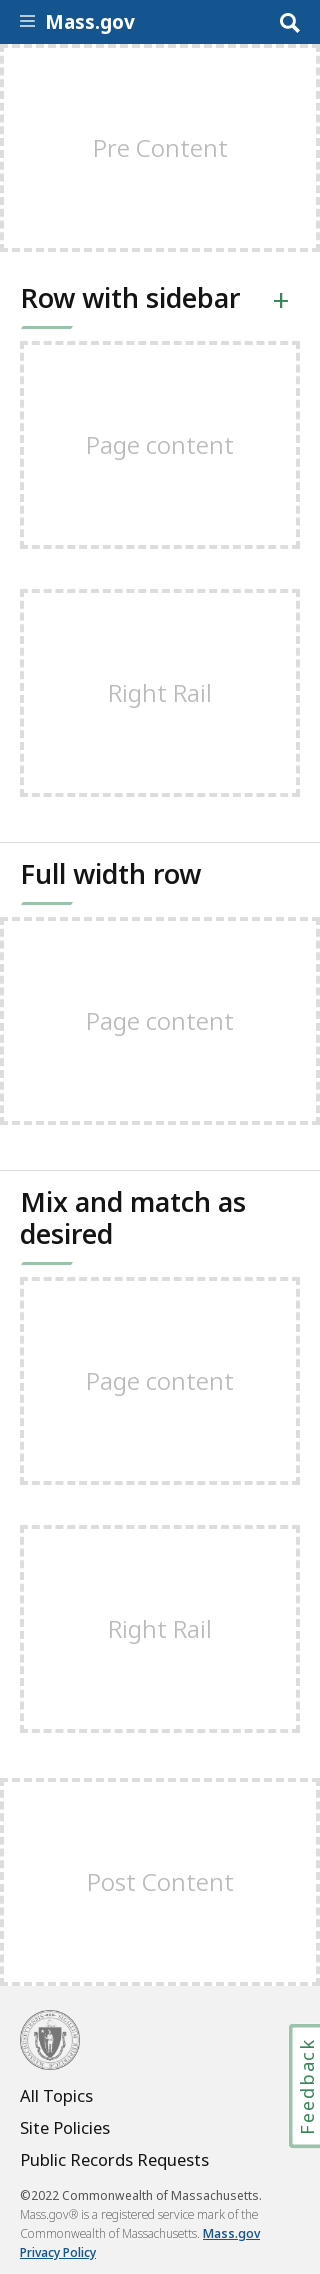 Mass.gov
Pre Content
Row with sidebar +
Page content
Right Rail
Full width row
Page content
Mix and match as
desired
Page content
Right Rail
Post Content
Feedback
All Topics
Site Policies
Public Records Requests
©2022 Commonwealth of Massachusetts.
Mass.gov® is a registered service mark of the
Commonwealth of Massachusetts. Mass.gov
Privacy Policy